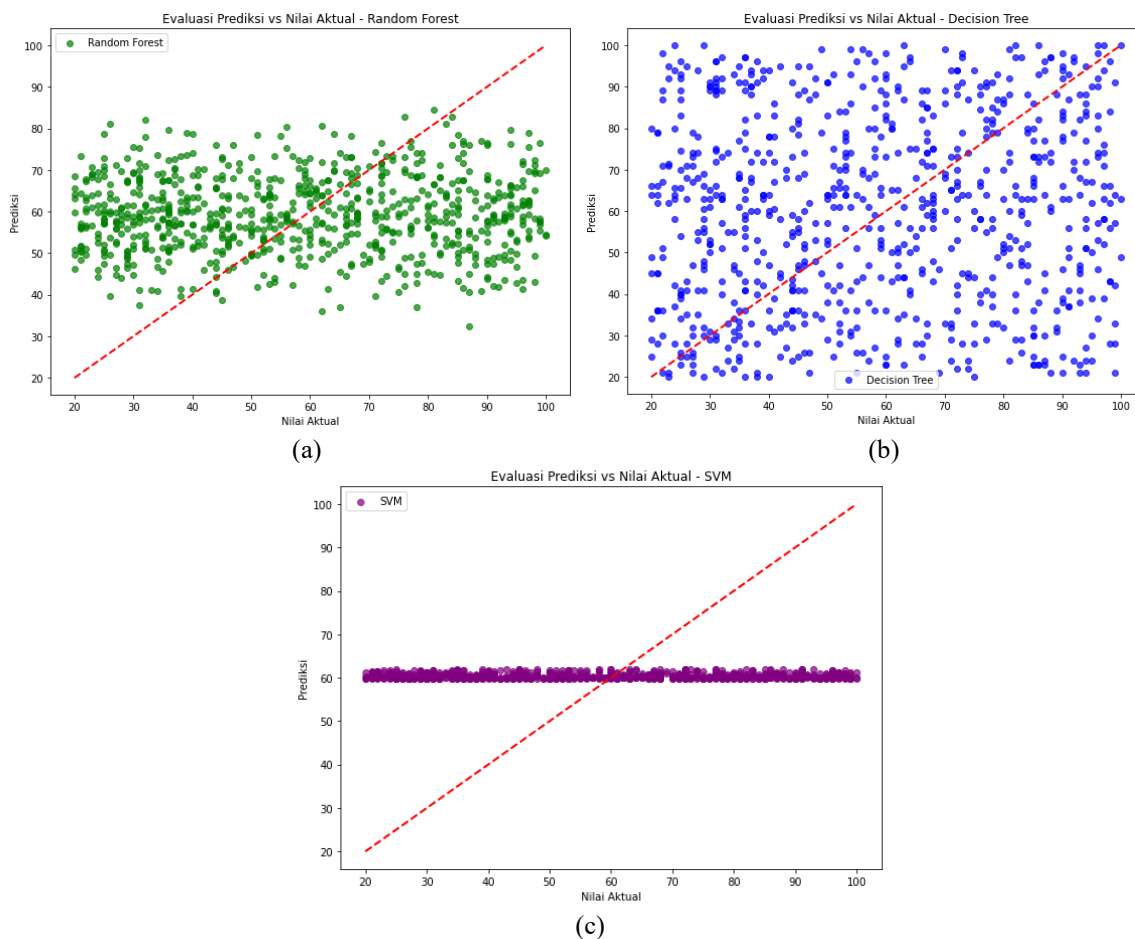 Evaluasi Prediksi vs Nilai Aktual - Random Forest
Random Forest
100
90
80
70
60
50
40
30
20
Prediksi
20 30 40 50 60 70 80 90 100
Nilai Aktual
(a)
Evaluasi Prediksi vs Nilai Aktual - Decision Tree
100
90
80
70
60
50
40
30
20
Prediksi
Decision Tree
20 30 40 50 60 70 80 90 100
Nilai Aktual
(b)
Evaluasi Prediksi vs Nilai Aktual - SVM
SVM
100
90
80
70
60
50
40
30
20
Prediksi
20 30 40 50 60 70 80 90 100
Nilai Aktual
(c)